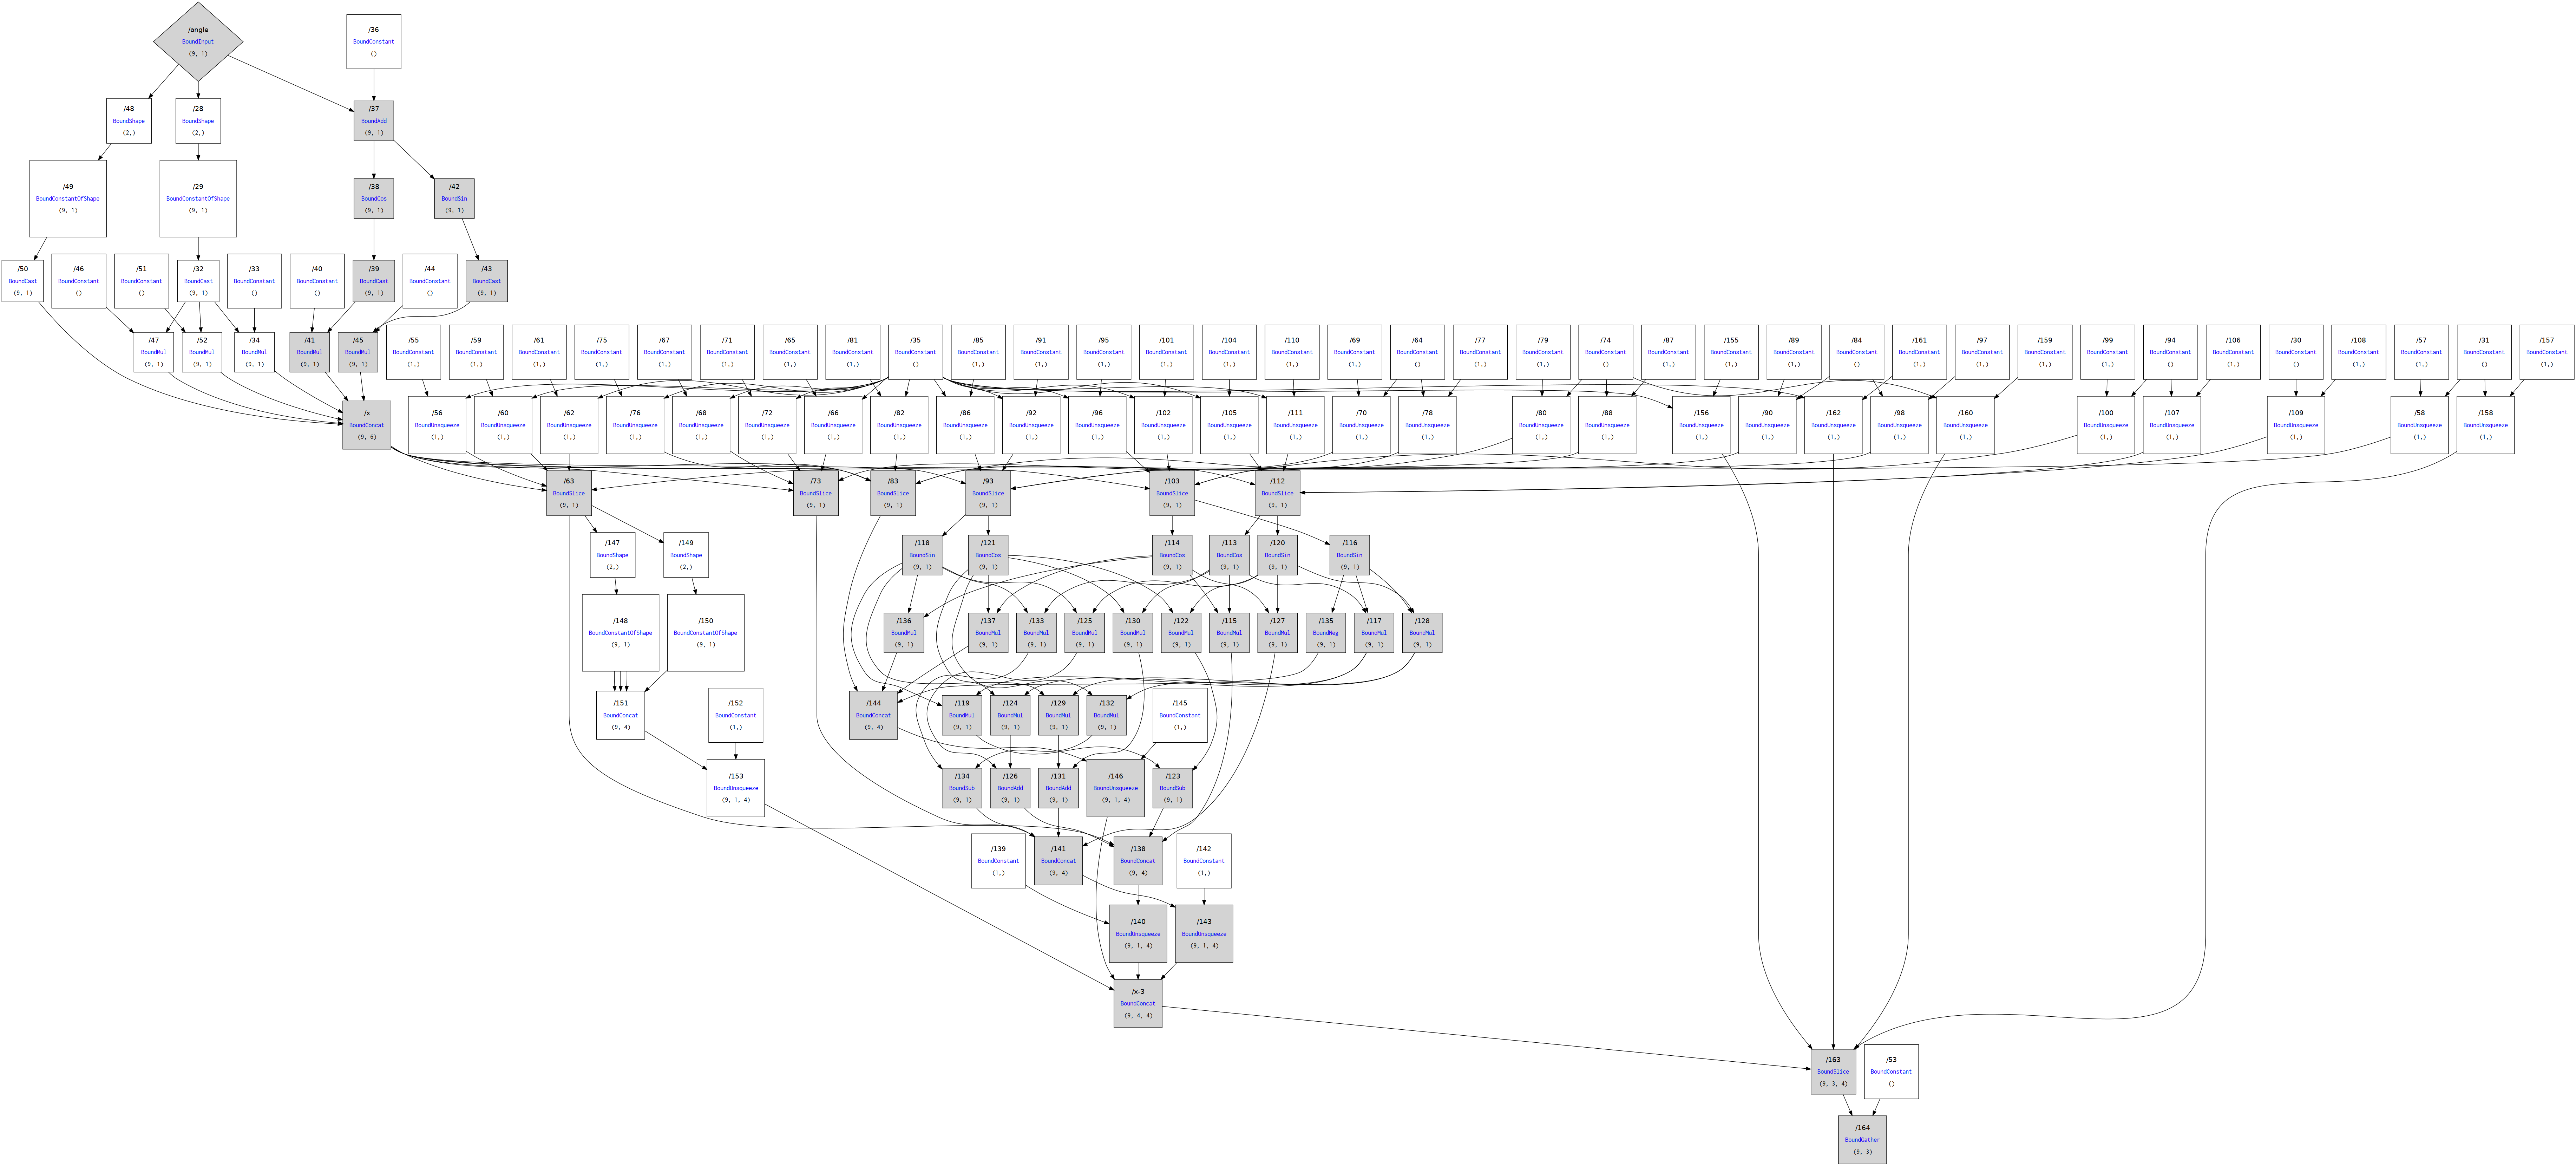 /angle
BoundInput
(9, 1)
/36
BoundConstant
()
/48
BoundShape
(2,)
/28
BoundShape
(2,)
/37
BoundAdd
(9, 1)
/49
BoundConstantOfShape
(9, 1)
/29
BoundConstantOfShape
(9, 1)
/38
BoundCos
(9, 1)
/42
BoundSin
(9, 1)
/50
BoundCast
(9, 1)
/46
BoundConstant
()
/51
BoundConstant
()
/32
BoundCast
(9, 1)
/33
BoundConstant
()
/40
BoundConstant
()
/39
BoundCast
(9, 1)
/44
BoundConstant
()
/43
BoundCast
(9, 1)
/47
BoundMul
(9, 1)
/52
BoundMul
(9, 1)
/34
BoundMul
(9, 1)
/41
BoundMul
(9, 1)
/45
BoundMul
(9, 1)
/55
BoundConstant
(1,)
/59
BoundConstant
(1,)
/61
BoundConstant
(1,)
/75
BoundConstant
(1,)
/67
BoundConstant
(1,)
/71
BoundConstant
(1,)
/65
BoundConstant
(1,)
/81
BoundConstant
(1,)
/35
BoundConstant
()
/85
BoundConstant
(1,)
/91
BoundConstant
(1,)
/95
BoundConstant
(1,)
/101
BoundConstant
(1,)
/104
BoundConstant
(1,)
/110
BoundConstant
(1,)
/69
BoundConstant
(1,)
/64
BoundConstant
()
/77
BoundConstant
(1,)
/79
BoundConstant
(1,)
/74
BoundConstant
()
/87
BoundConstant
(1,)
/155
BoundConstant
(1,)
/89
BoundConstant
(1,)
/84
BoundConstant
()
/161
BoundConstant
(1,)
/97
BoundConstant
(1,)
/159
BoundConstant
(1,)
/99
BoundConstant
(1,)
/94
BoundConstant
()
/106
BoundConstant
(1,)
/30
BoundConstant
()
/108
BoundConstant
(1,)
/57
BoundConstant
(1,)
/31
BoundConstant
()
/157
BoundConstant
(1,)
/x
BoundConcat
(9, 6)
/56
BoundUnsqueeze
(1,)
/60
BoundUnsqueeze
(1,)
/62
BoundUnsqueeze
(1,)
/76
BoundUnsqueeze
(1,)
/68
BoundUnsqueeze
(1,)
/72
BoundUnsqueeze
(1,)
/66
BoundUnsqueeze
(1,)
/82
BoundUnsqueeze
(1,)
/86
BoundUnsqueeze
(1,)
/92
BoundUnsqueeze
(1,)
/96
BoundUnsqueeze
(1,)
/102
BoundUnsqueeze
(1,)
/105
BoundUnsqueeze
(1,)
/111
BoundUnsqueeze
(1,)
/70
BoundUnsqueeze
(1,)
/78
BoundUnsqueeze
(1,)
/80
BoundUnsqueeze
(1,)
/88
BoundUnsqueeze
(1,)
/156
BoundUnsqueeze
(1,)
/90
BoundUnsqueeze
(1,)
/162
BoundUnsqueeze
(1,)
/98
BoundUnsqueeze
(1,)
/160
BoundUnsqueeze
(1,)
/100
BoundUnsqueeze
(1,)
/107
BoundUnsqueeze
(1,)
/109
BoundUnsqueeze
(1,)
/58
BoundUnsqueeze
(1,)
/158
BoundUnsqueeze
(1,)
/63
BoundSlice
(9, 1)
/73
BoundSlice
(9, 1)
/83
BoundSlice
(9, 1)
/93
BoundSlice
(9, 1)
/103
BoundSlice
(9, 1)
/112
BoundSlice
(9, 1)
/147
BoundShape
(2,)
/149
BoundShape
(2,)
/118
BoundSin
(9, 1)
/121
BoundCos
(9, 1)
/114
BoundCos
(9, 1)
/113
BoundCos
(9, 1)
/120
BoundSin
(9, 1)
/116
BoundSin
(9, 1)
/148
BoundConstantOfShape
(9, 1)
/150
BoundConstantOfShape
(9, 1)
/136
BoundMul
(9, 1)
/137
BoundMul
(9, 1)
/133
BoundMul
(9, 1)
/125
BoundMul
(9, 1)
/130
BoundMul
(9, 1)
/122
BoundMul
(9, 1)
/115
BoundMul
(9, 1)
/127
BoundMul
(9, 1)
/135
BoundNeg
(9, 1)
/117
BoundMul
(9, 1)
/128
BoundMul
(9, 1)
/151
BoundConcat
(9, 4)
/152
BoundConstant
(1,)
/144
BoundConcat
(9, 4)
/119
BoundMul
(9, 1)
/124
BoundMul
(9, 1)
/129
BoundMul
(9, 1)
/132
BoundMul
(9, 1)
/145
BoundConstant
(1,)
/153
BoundUnsqueeze
(9, 1, 4)
/134
BoundSub
(9, 1)
/126
BoundAdd
(9, 1)
/131
BoundAdd
(9, 1)
/146
BoundUnsqueeze
(9, 1, 4)
/123
BoundSub
(9, 1)
/139
BoundConstant
(1,)
/141
BoundConcat
(9, 4)
/138
BoundConcat
(9, 4)
/142
BoundConstant
(1,)
/140
BoundUnsqueeze
(9, 1, 4)
/143
BoundUnsqueeze
(9, 1, 4)
/x-3
BoundConcat
(9, 4, 4)
/163
BoundSlice
(9, 3, 4)
/53
BoundConstant
()
/164
BoundGather
(9, 3)